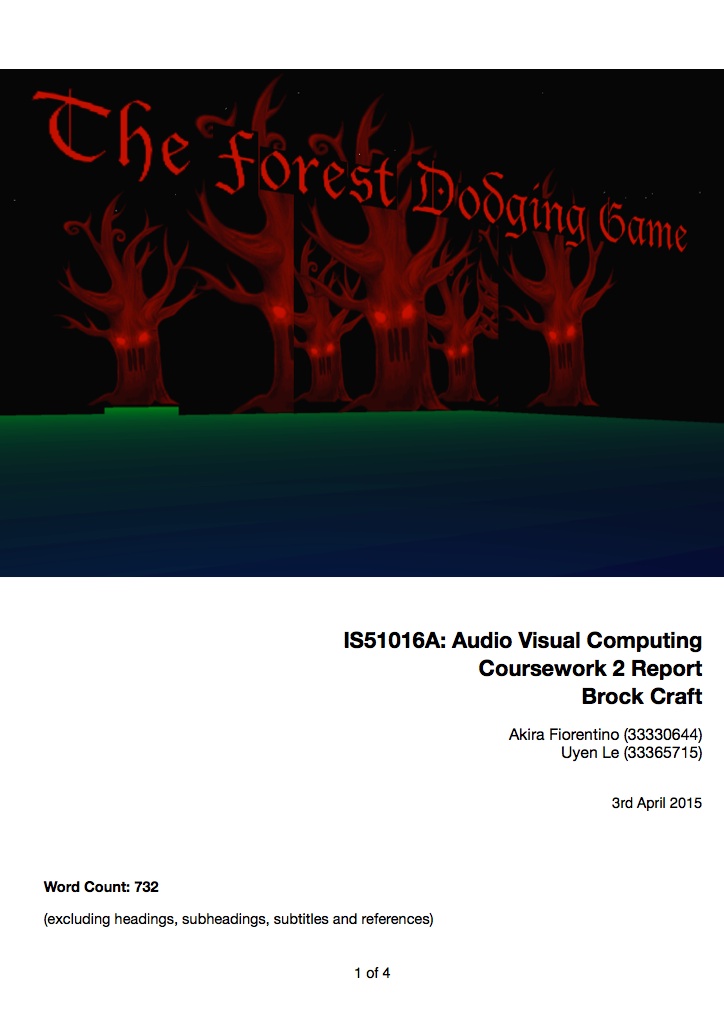 The Forest Dodging Game
IS51016A: Audio Visual Computing
Coursework 2 Report
Brock Craft
Akira Fiorentino (33330644)
Uyen Le (33365715)
3rd April 2015
Word Count: 732
(excluding headings, subheadings, subtitles and references)
1 of 4